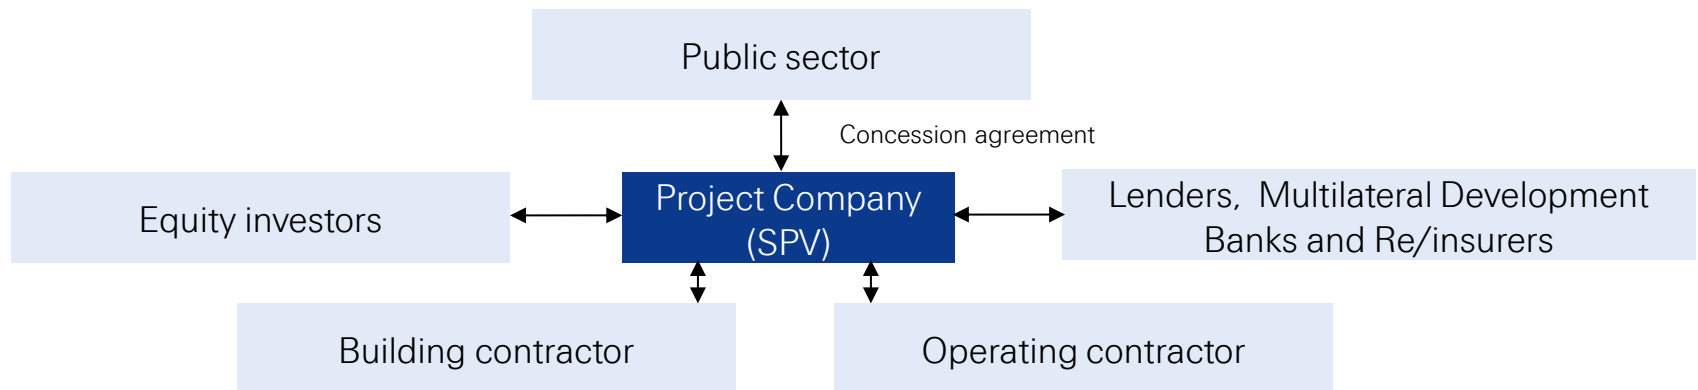 Public sector
Concession agreement
Equity investors
Project Company
(SPV)
Lenders, Multilateral Development
Banks and Re/insurers
Building contractor
Operating contractor